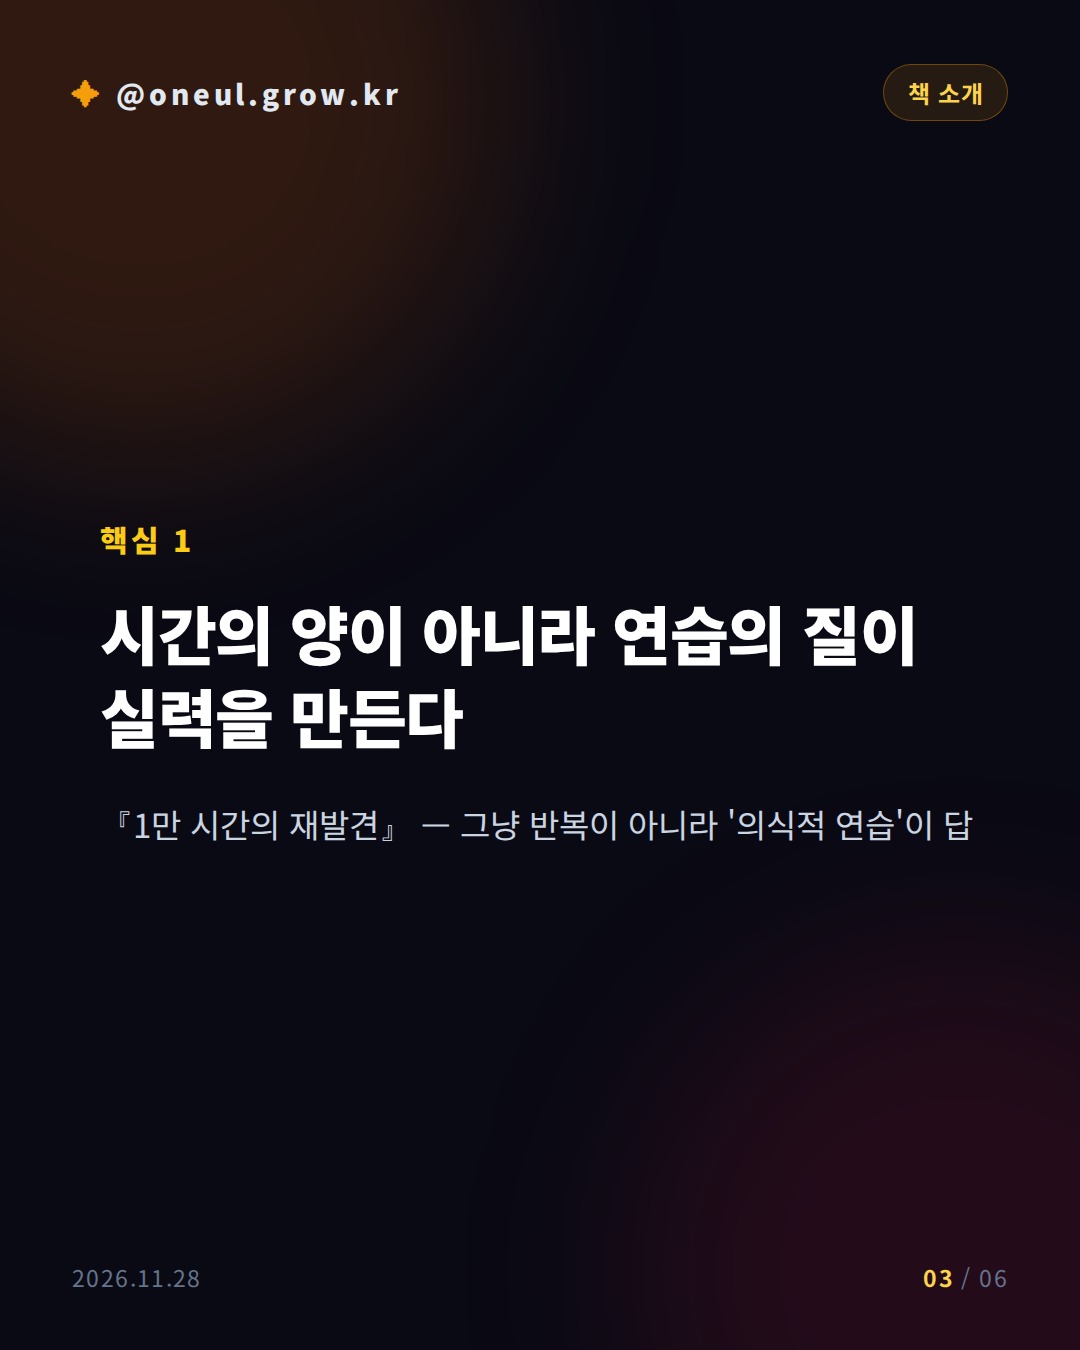 @oneul.grow.kr
책 소개
핵심 1
시간의 양이 아니라 연습의 질이
실력을 만든다
『1만 시간의 재발견』 — 그냥 반복이 아니라 '의식적 연습'이 답
2026.11.28
03 / 06